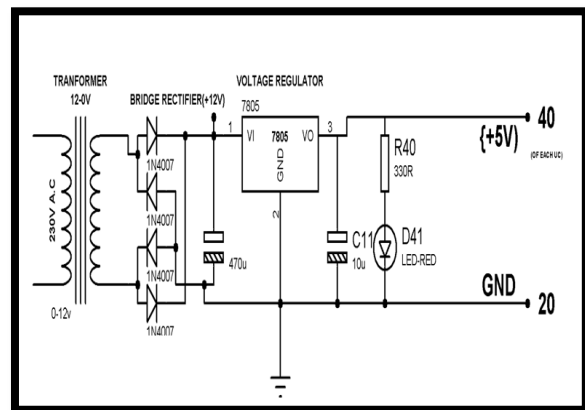 TRANFORMER
12-0V
BRIDGE RECTIFIER(+12V)
VOLTAGE REGULATOR
7805
1
VI
7805
VO
3
GND
2
40
{+5V)
(OF EACH UC)
R40
330R
1N4007
1N4007
1N4007
1N4007
230V A.C
0-12v
470u
C11
10u
D41
LED-RED
GND
20